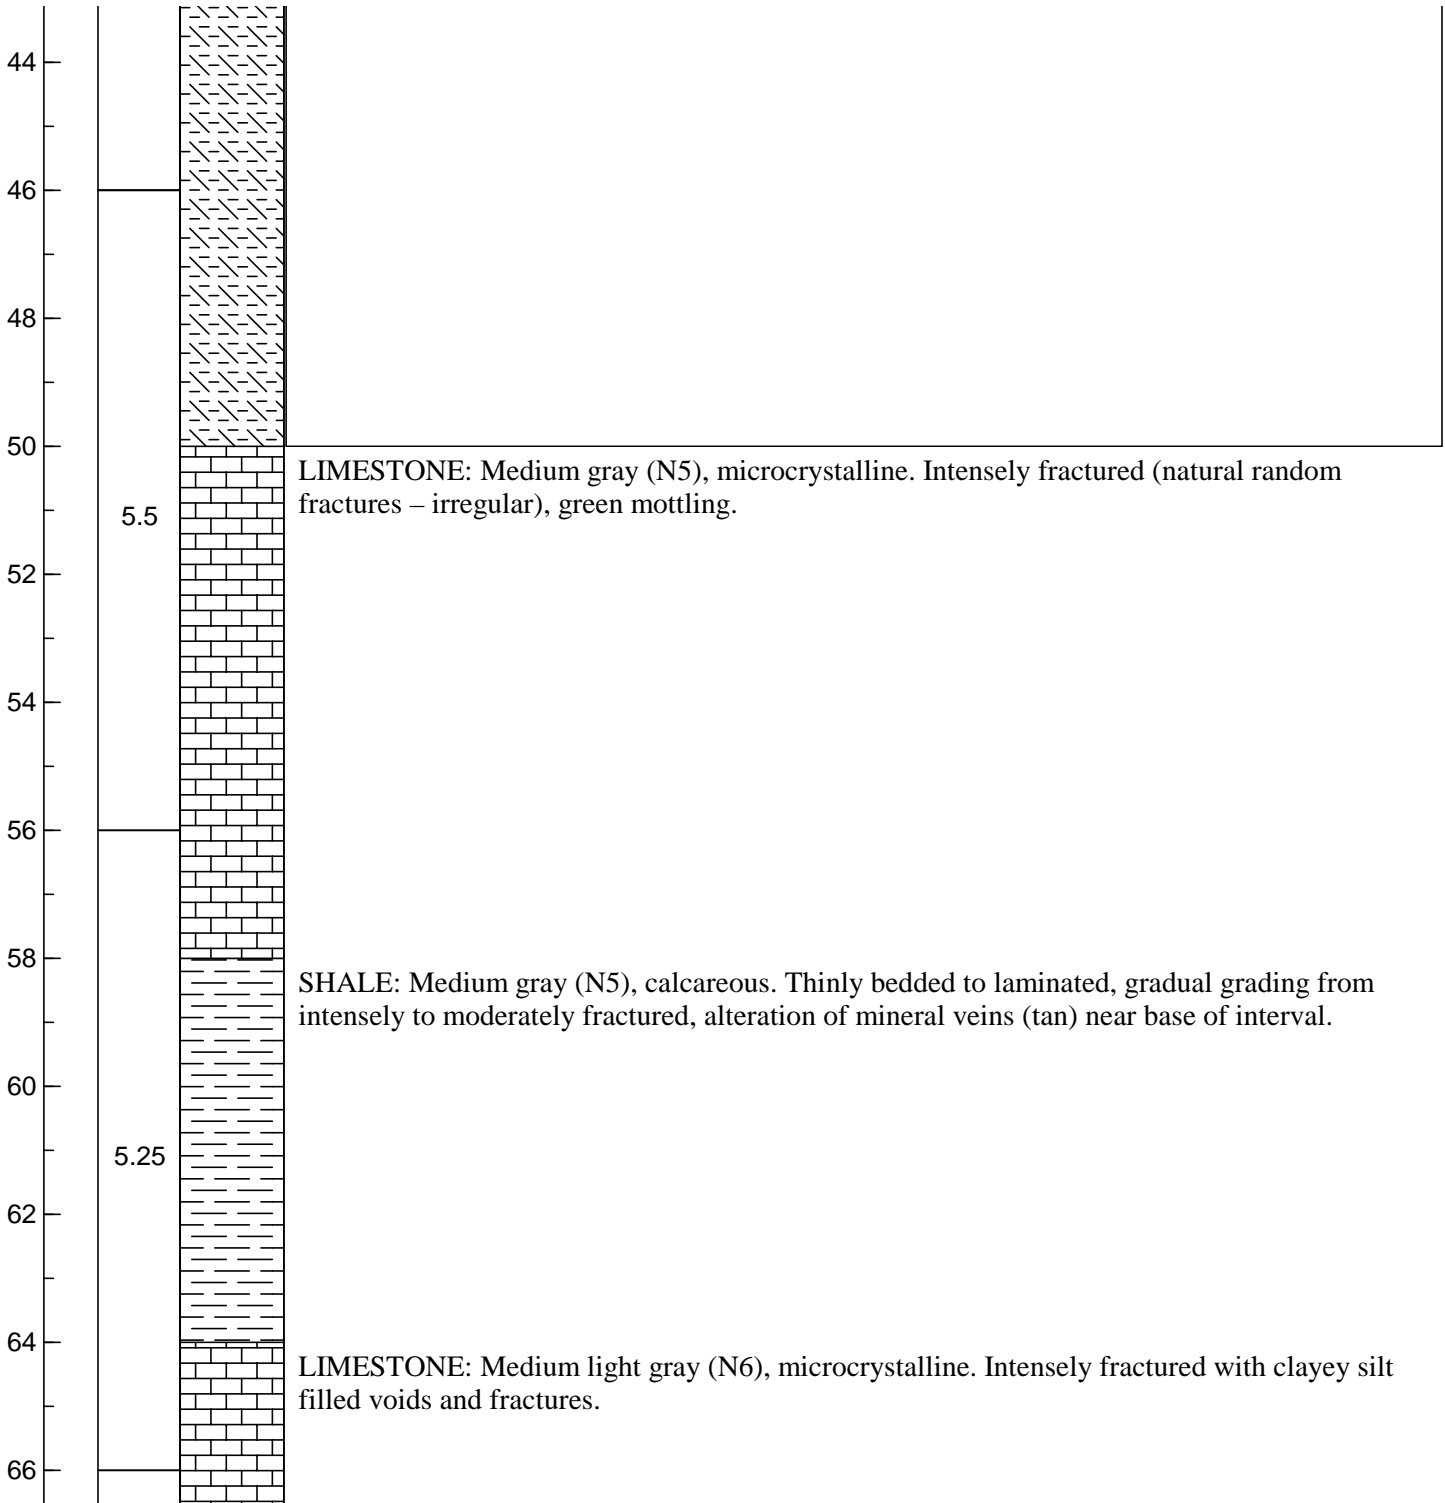 44
46
48
50
LIMESTONE: Medium gray (N5), microcrystalline. Intensely fractured (natural random
fractures – irregular), green mottling.
5.5
52
54
56
58
SHALE: Medium gray (N5), calcareous. Thinly bedded to laminated, gradual grading from
intensely to moderately fractured, alteration of mineral veins (tan) near base of interval.
60
5.25
62
64
LIMESTONE: Medium light gray (N6), microcrystalline. Intensely fractured with clayey silt
filled voids and fractures.
66